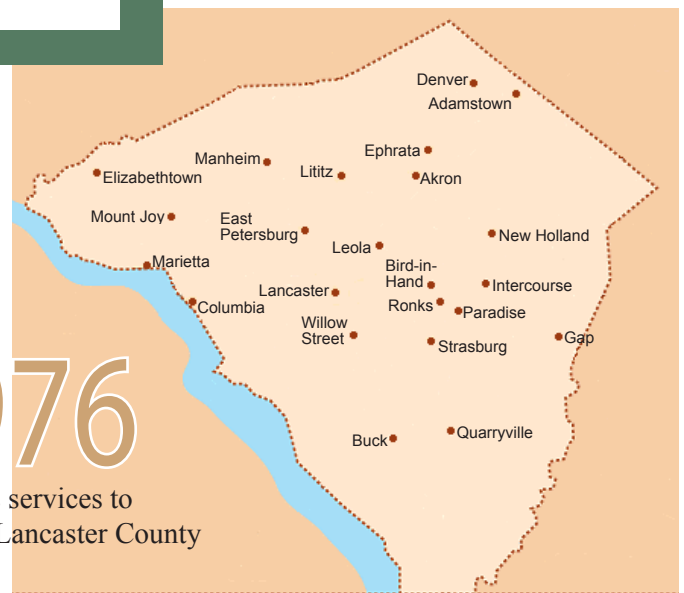 Denver
Adamstown
Ephrata
Manheim
Lititz
Akron
Elizabethtown
Mount Joy
East
Petersburg
New Holland
Leola
Marietta
Bird-in-
Hand
Intercourse
Lancaster
Ronks
Columbia
Paradise
Willow
Street
Gap
Strasburg
Quarryville
Buck
976
services to
Lancaster County